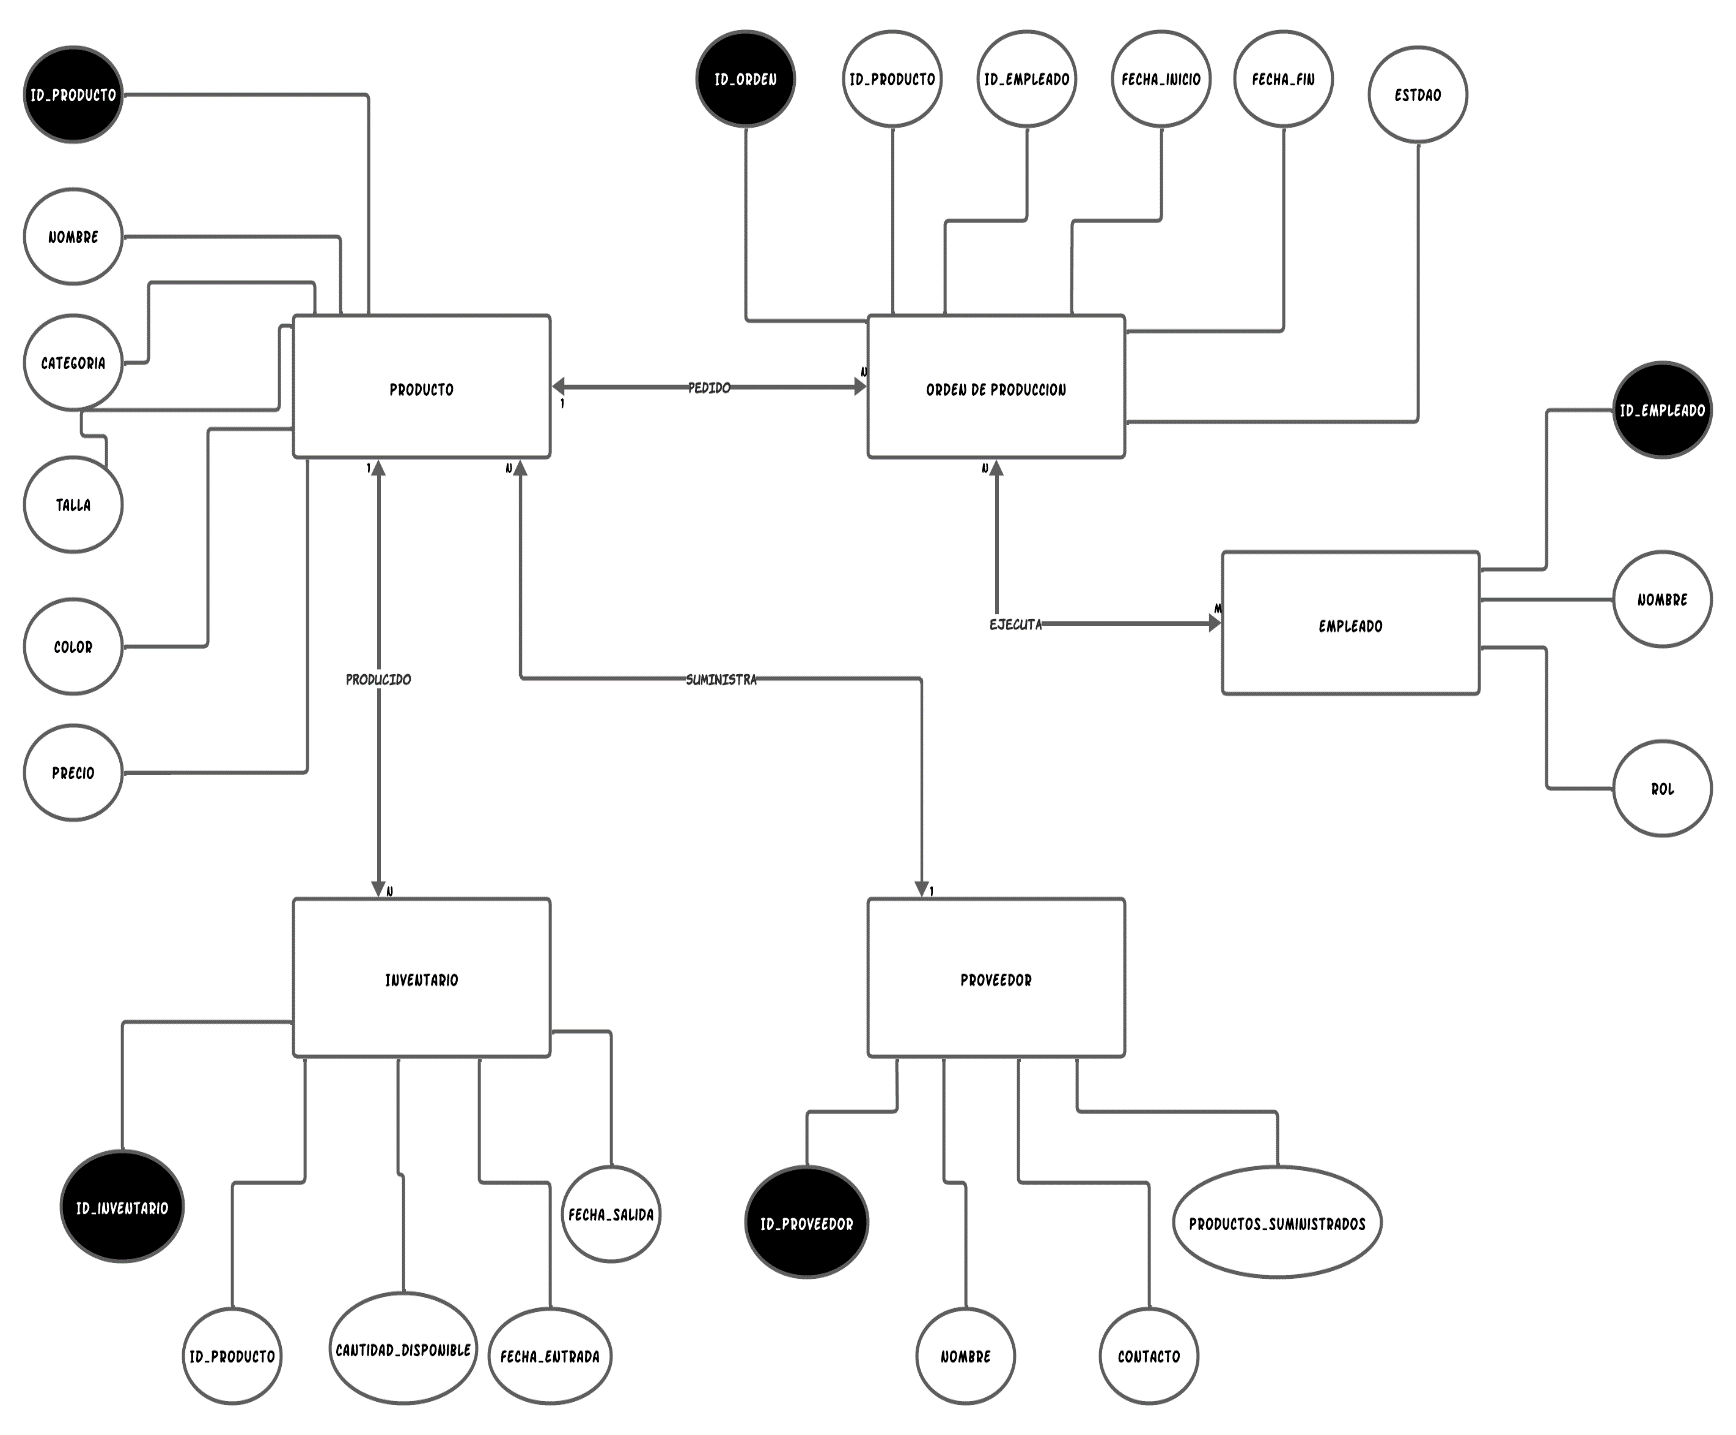 ID_PRODUCTO
NOMBRE
CATEGORIA
TALLA
COLOR
PRECIO
PRODUCTO
ID_ORDEN
ID_PRODUCTO
ID_EMPLEADO
FECHA_INICIO
FECHA_FIN
ESTDAO
1
PEDIDO
N
ORDEN DE PRODUCCION
N
EJECUTA
M
EMPLEADO
ID_EMPLEADO
NOMBRE
ROL
1
PRODUCIDO
N
N
SUMINISTRA
1
INVENTARIO
ID_INVENTARIO
ID_PRODUCTO
CANTIDAD_DISPONIBLE
FECHA_ENTRADA
FECHA_SALIDA
PROVEEDOR
ID_PROVEEDOR
NOMBRE
CONTACTO
PRODUCTOS_SUMINISTRADOS